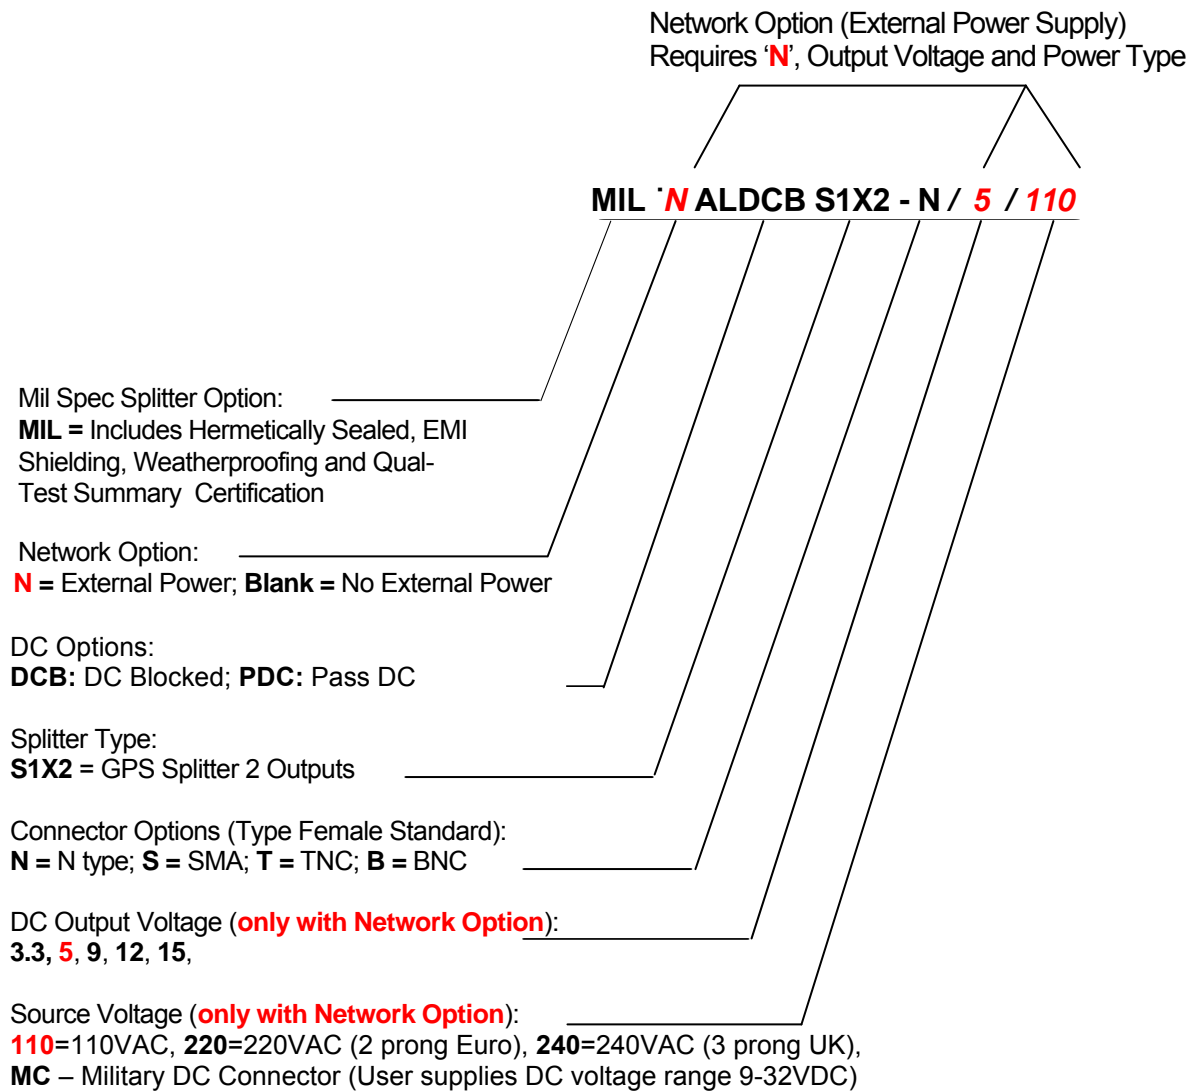 Network Option (External Power Supply)
Requires ‘N’, Output Voltage and Power Type
MIL ˙N ALDCB S1X2 - N / 5 / 110
Mil Spec Splitter Option:
MIL = Includes Hermetically Sealed, EMI
Shielding, Weatherproofing and Qual-
Test Summary Certification
Network Option:
N = External Power; Blank = No External Power
DC Options:
DCB: DC Blocked; PDC: Pass DC
Splitter Type:
S1X2 = GPS Splitter 2 Outputs
Connector Options (Type Female Standard):
N = N type; S = SMA; T = TNC; B = BNC
DC Output Voltage (only with Network Option):
3.3, 5, 9, 12, 15,
Source Voltage (only with Network Option):
110=110VAC, 220=220VAC (2 prong Euro), 240=240VAC (3 prong UK),
MC – Military DC Connector (User supplies DC voltage range 9-32VDC)